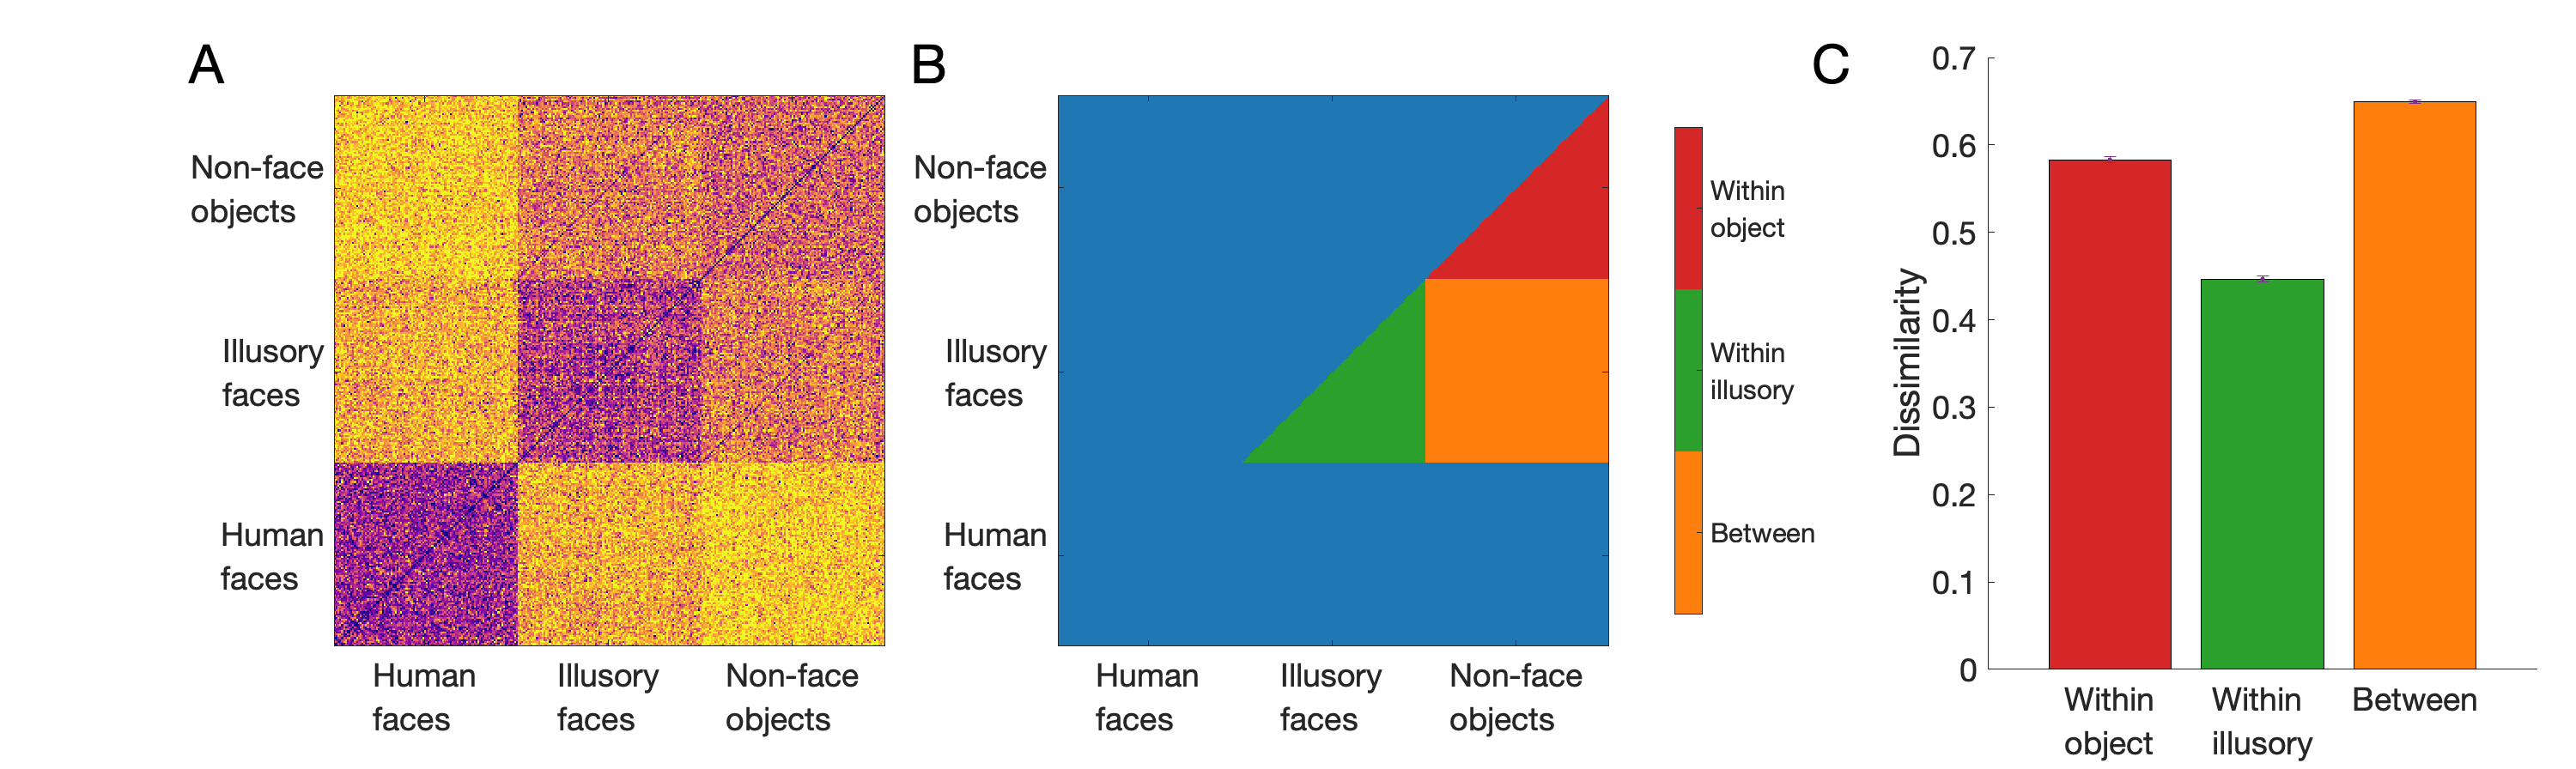 A
Non-face
objects
Illusory
faces
Human
faces
Human
faces
Illusory
faces
Non-face
objects
B
Non-face
objects
Illusory
faces
Human
faces
Human
faces
Illusory
faces
Non-face
objects
Within
object
Within
illusory
Between
C
Dissimilarity
0.7
0.6
0.5
0.4
0.3
0.2
0.1
0
Within
object
Within
illusory
Between